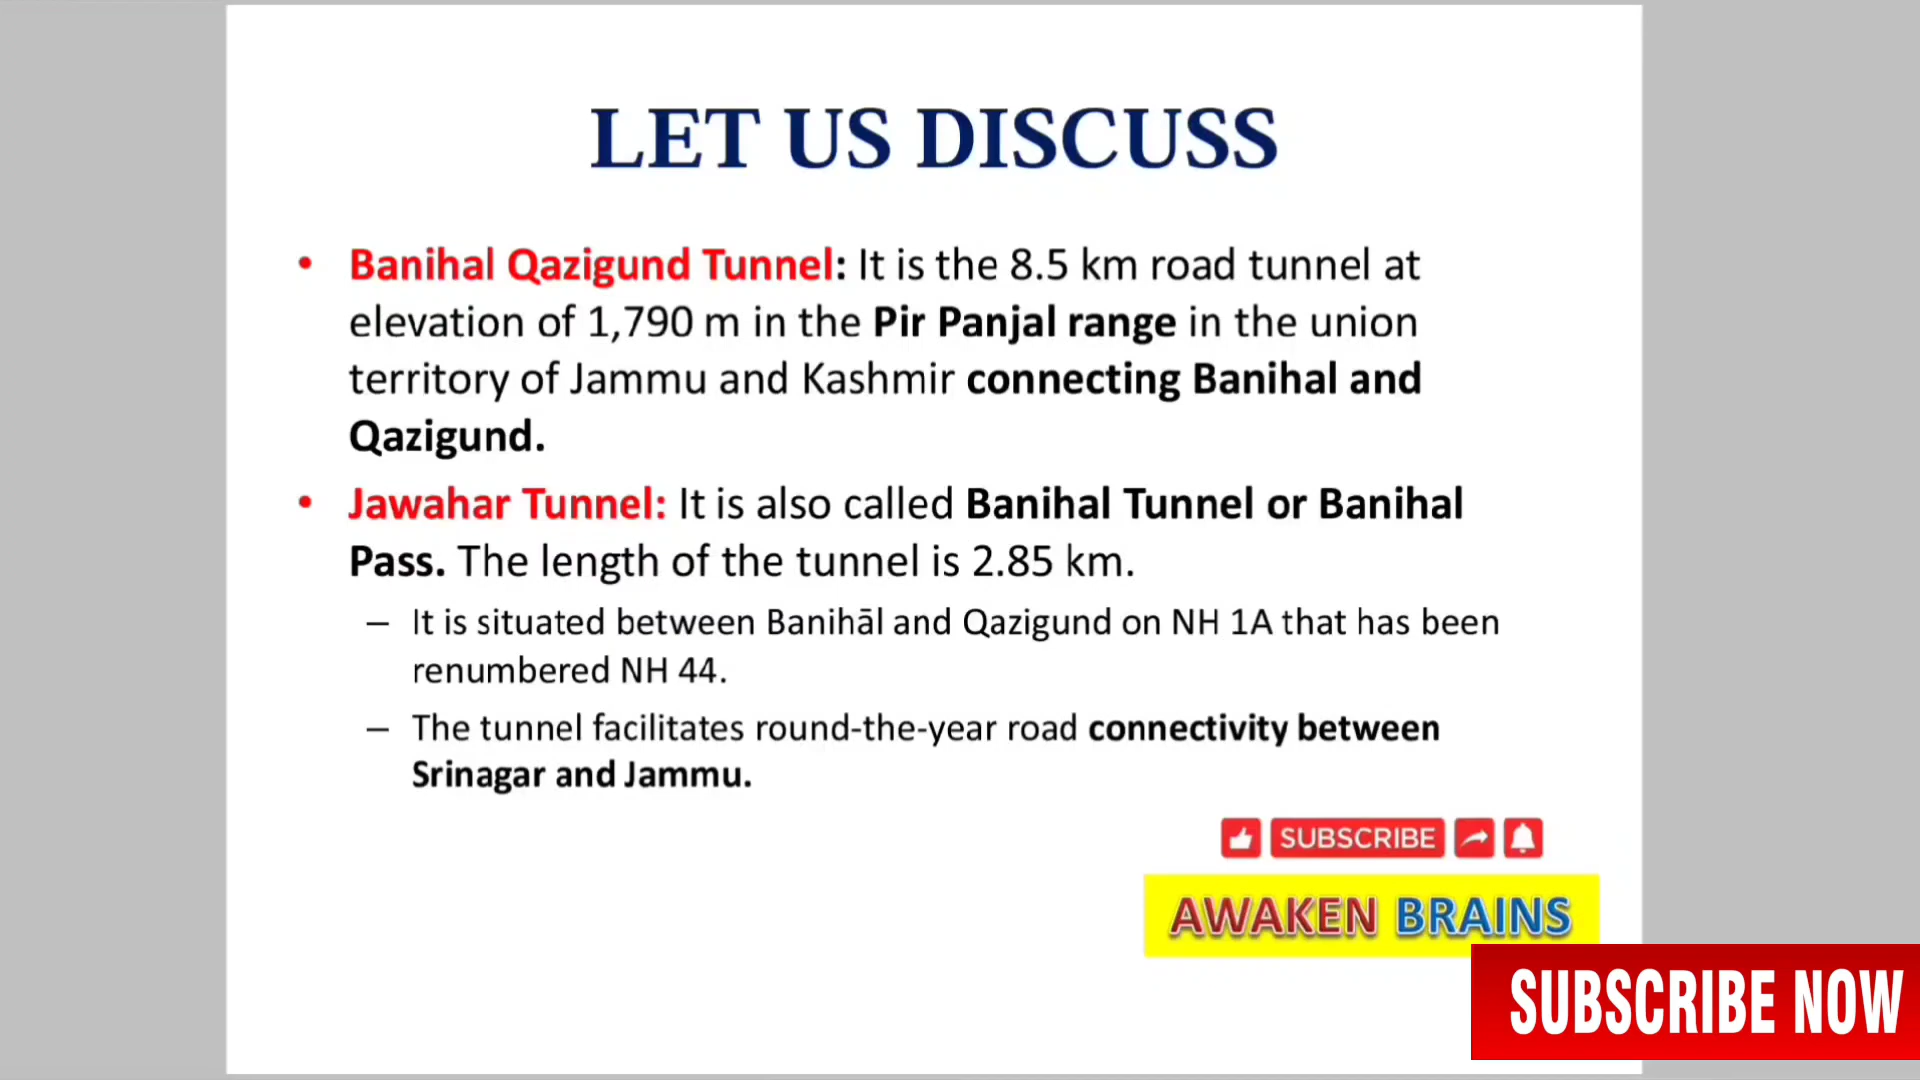 LET US DISCUSS
• Banihal Qazigund Tunnel: It is the 8.5 km road tunnel at
elevation of 1,790 m in the Pir Panjal range in the union
territory of Jammu and Kashmir connecting Banihal and
Qazigund.
• Jawahar Tunnel: It is also called Banihal Tunnel or Banihal
Pass. The length of the tunnel is 2.85 km.
– It is situated between Banihāl and Qazigund on NH 1A that has been
renumbered NH 44.
– The tunnel facilitates round-the-year road connectivity between
Srinagar and Jammu.
SUBSCRIBE
AWAKEN BRAINS
SUBSCRIBE NOW